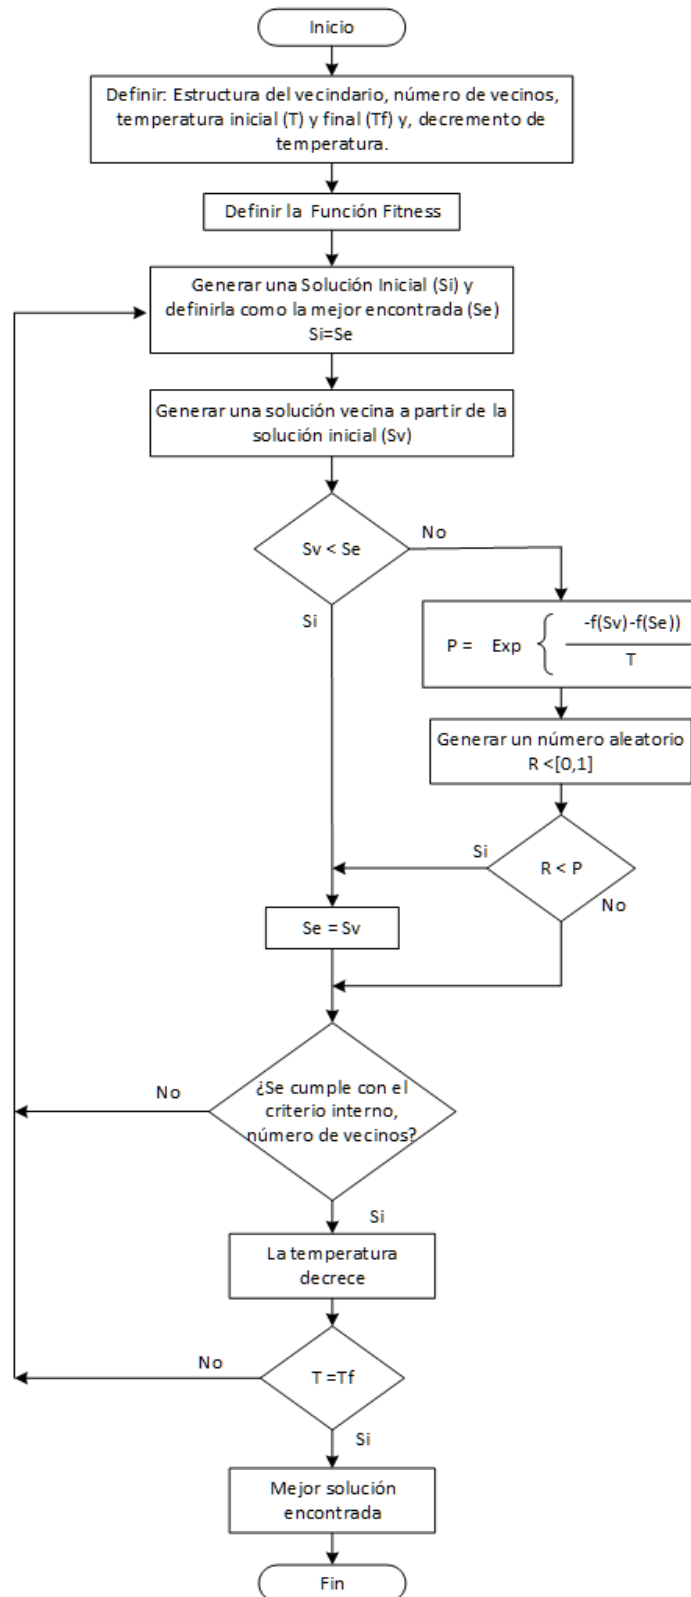 Inicio
Definir: Estructura del vecindario, número de vecinos,
temperatura inicial (T) y final (Tf) y, decremento de
temperatura.
Definir la Función Fitness
Generar una Solución Inicial (Si) y
definirla como la mejor encontrada (Se)
Si=Se
Generar una solución vecina a partir de la
solución inicial (Sv)
Sv < Se
No
Si
P = Exp { -f(Sv)-f(Se))
T
Generar un número aleatorio
R <[0,1]
R < P
Si
No
Se = Sv
¿Se cumple con el
criterio interno,
número de vecinos?
No
Si
La temperatura
decrece
T =Tf
No
Si
Mejor solución
encontrada
Fin